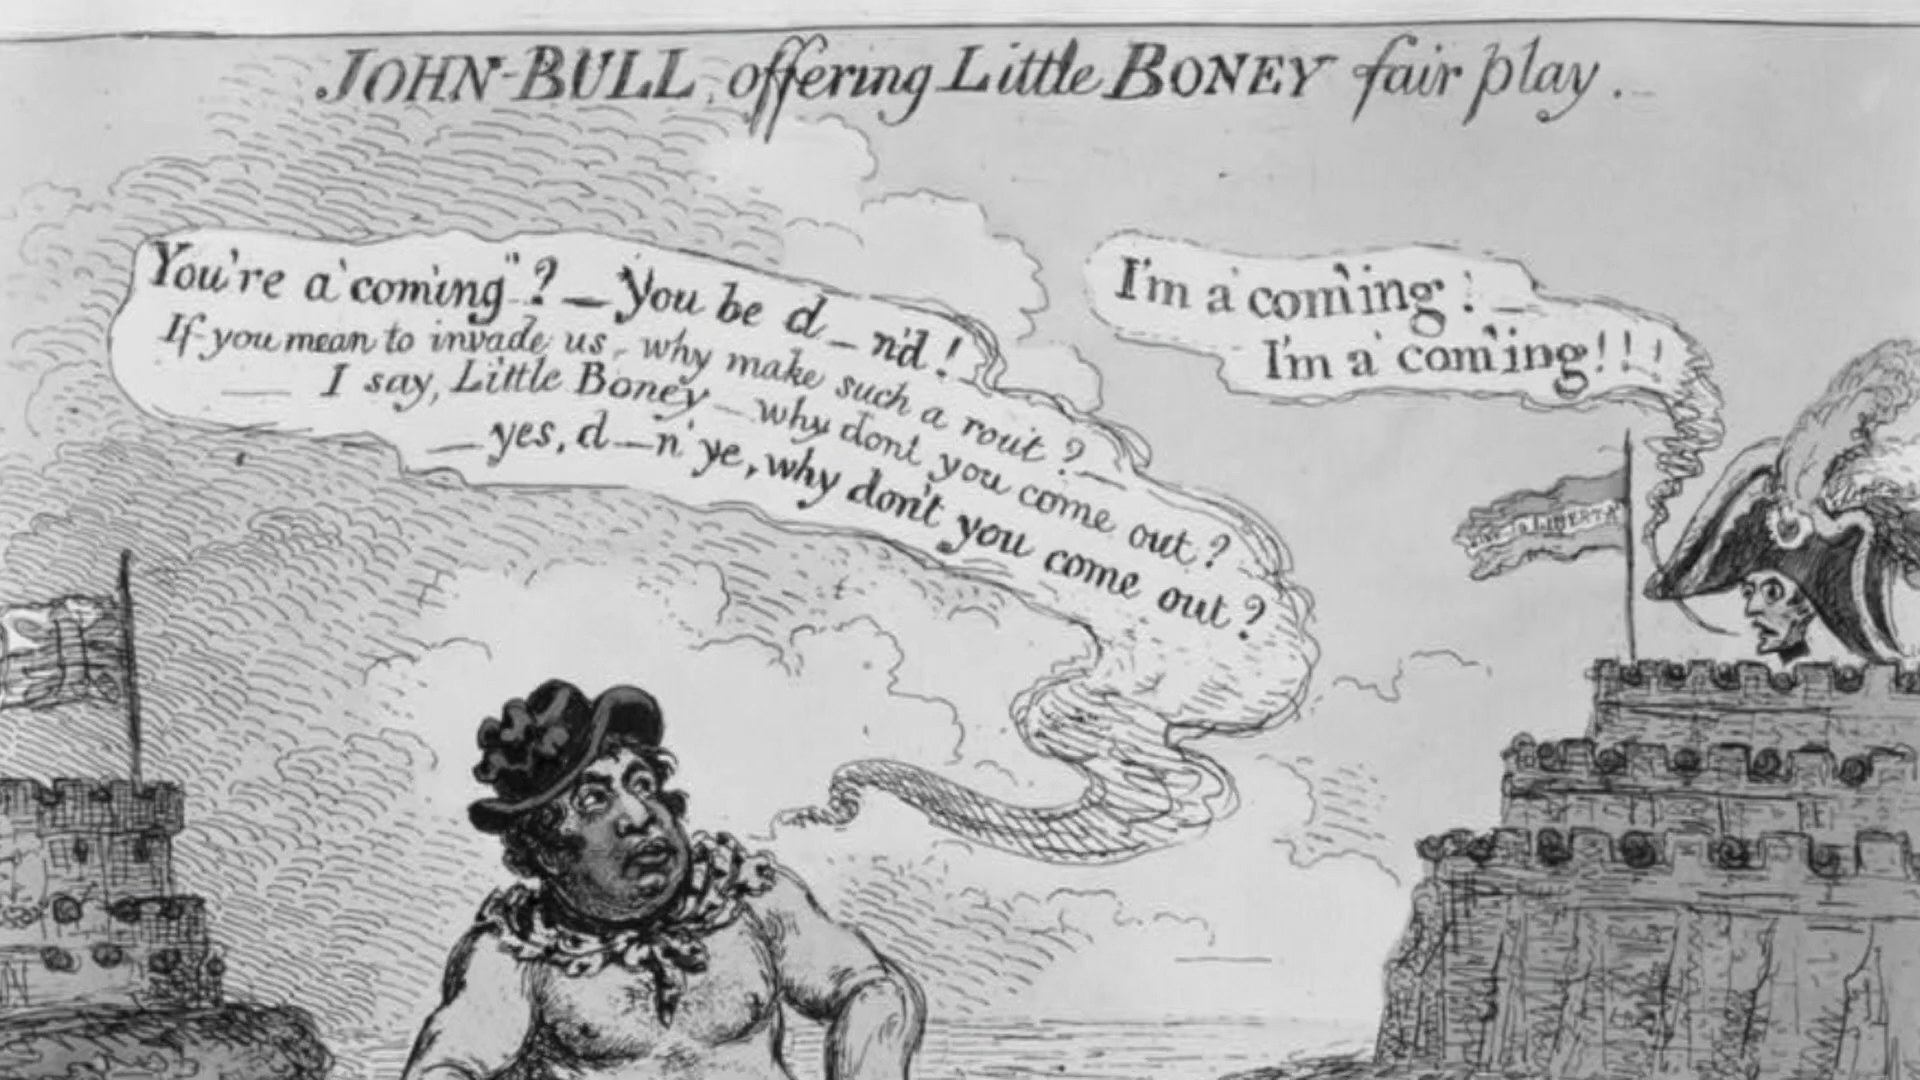 JOHN-BULL, offering Little BONEY fair play.
You're a'coming"? — You be d—n'd!
If you mean to invade us, why make such a rout? —
— I say, Little Boney — why dont you come out?
— yes, d—n' ye, why don't you come out?
I'm a'coming! —
I'm a'coming!!!
LIBERTA